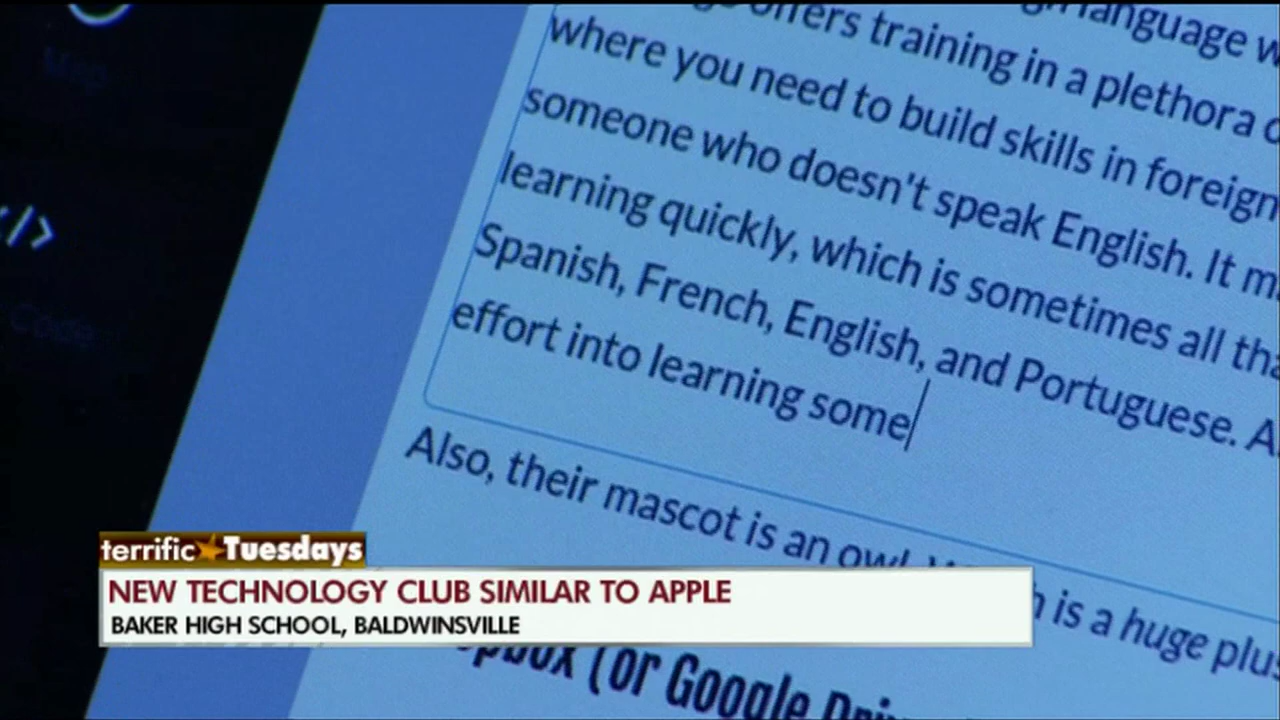 offers training in a plethora
where you need to build skills in foreign
someone who doesn't speak English. It
learning quickly, which is sometimes all
Spanish, French, English, and Portuguese.
effort into learning some
Also, their mascot is an owl. is a huge plus
(or Google
</>
terrific Tuesdays
NEW TECHNOLOGY CLUB SIMILAR TO APPLE
BAKER HIGH SCHOOL, BALDWINSVILLE